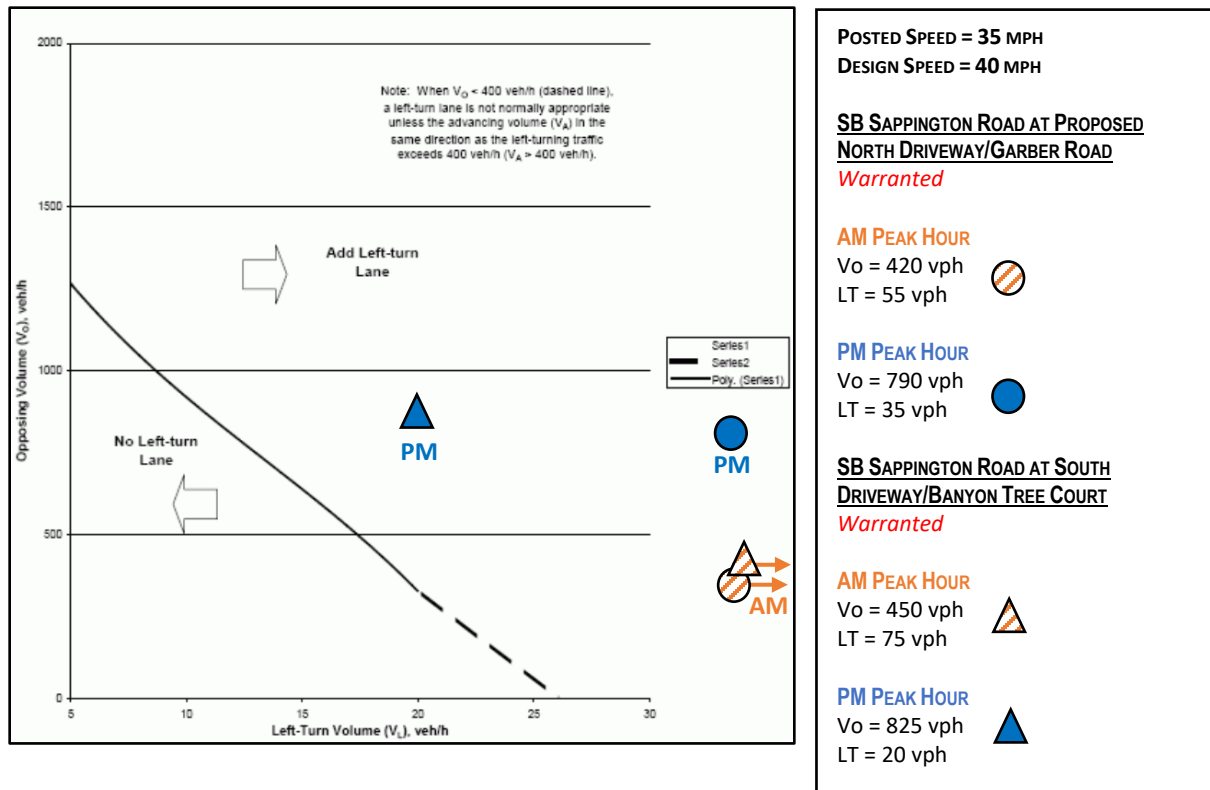 2000
1500
1000
500
0
5
10
15
20
25
30
Opposing Volume (VO), veh/h
Left-Turn Volume (VL), veh/h
Note: When VO < 400 veh/h (dashed line),
a left-turn lane is not normally appropriate
unless the advancing volume (VA) in the
same direction as the left-turning traffic
exceeds 400 veh/h (VA > 400 veh/h).
Add Left-turn
Lane
No Left-turn
Lane
Series1
Series2
Poly. (Series1)
PM
PM
AM
POSTED SPEED = 35 MPH
DESIGN SPEED = 40 MPH
SB SAPPINGTON ROAD AT PROPOSED
NORTH DRIVEWAY/GARBER ROAD
Warranted
AM PEAK HOUR
Vo = 420 vph
LT = 55 vph
PM PEAK HOUR
Vo = 790 vph
LT = 35 vph
SB SAPPINGTON ROAD AT SOUTH
DRIVEWAY/BANYON TREE COURT
Warranted
AM PEAK HOUR
Vo = 450 vph
LT = 75 vph
PM PEAK HOUR
Vo = 825 vph
LT = 20 vph